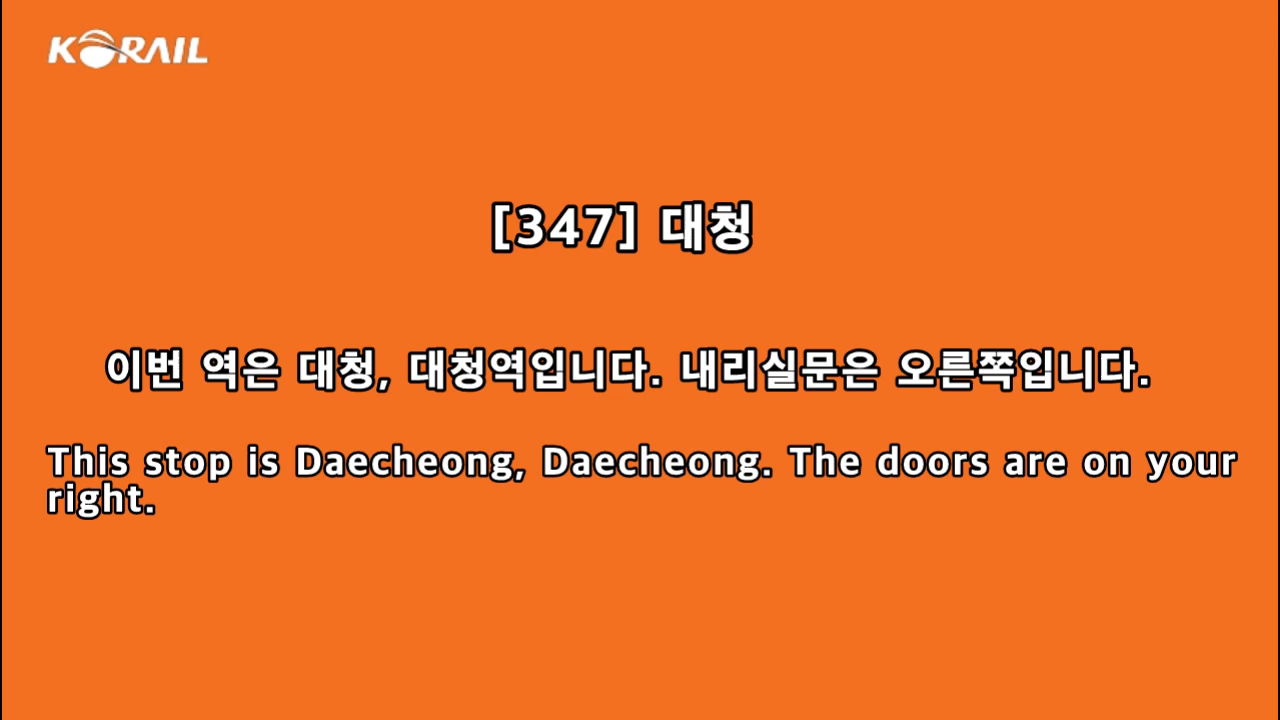 KORAIL
[347] 대청
이번 역은 대청, 대청역입니다. 내리실문은 오른쪽입니다.
This stop is Daecheong, Daecheong. The doors are on your
right.